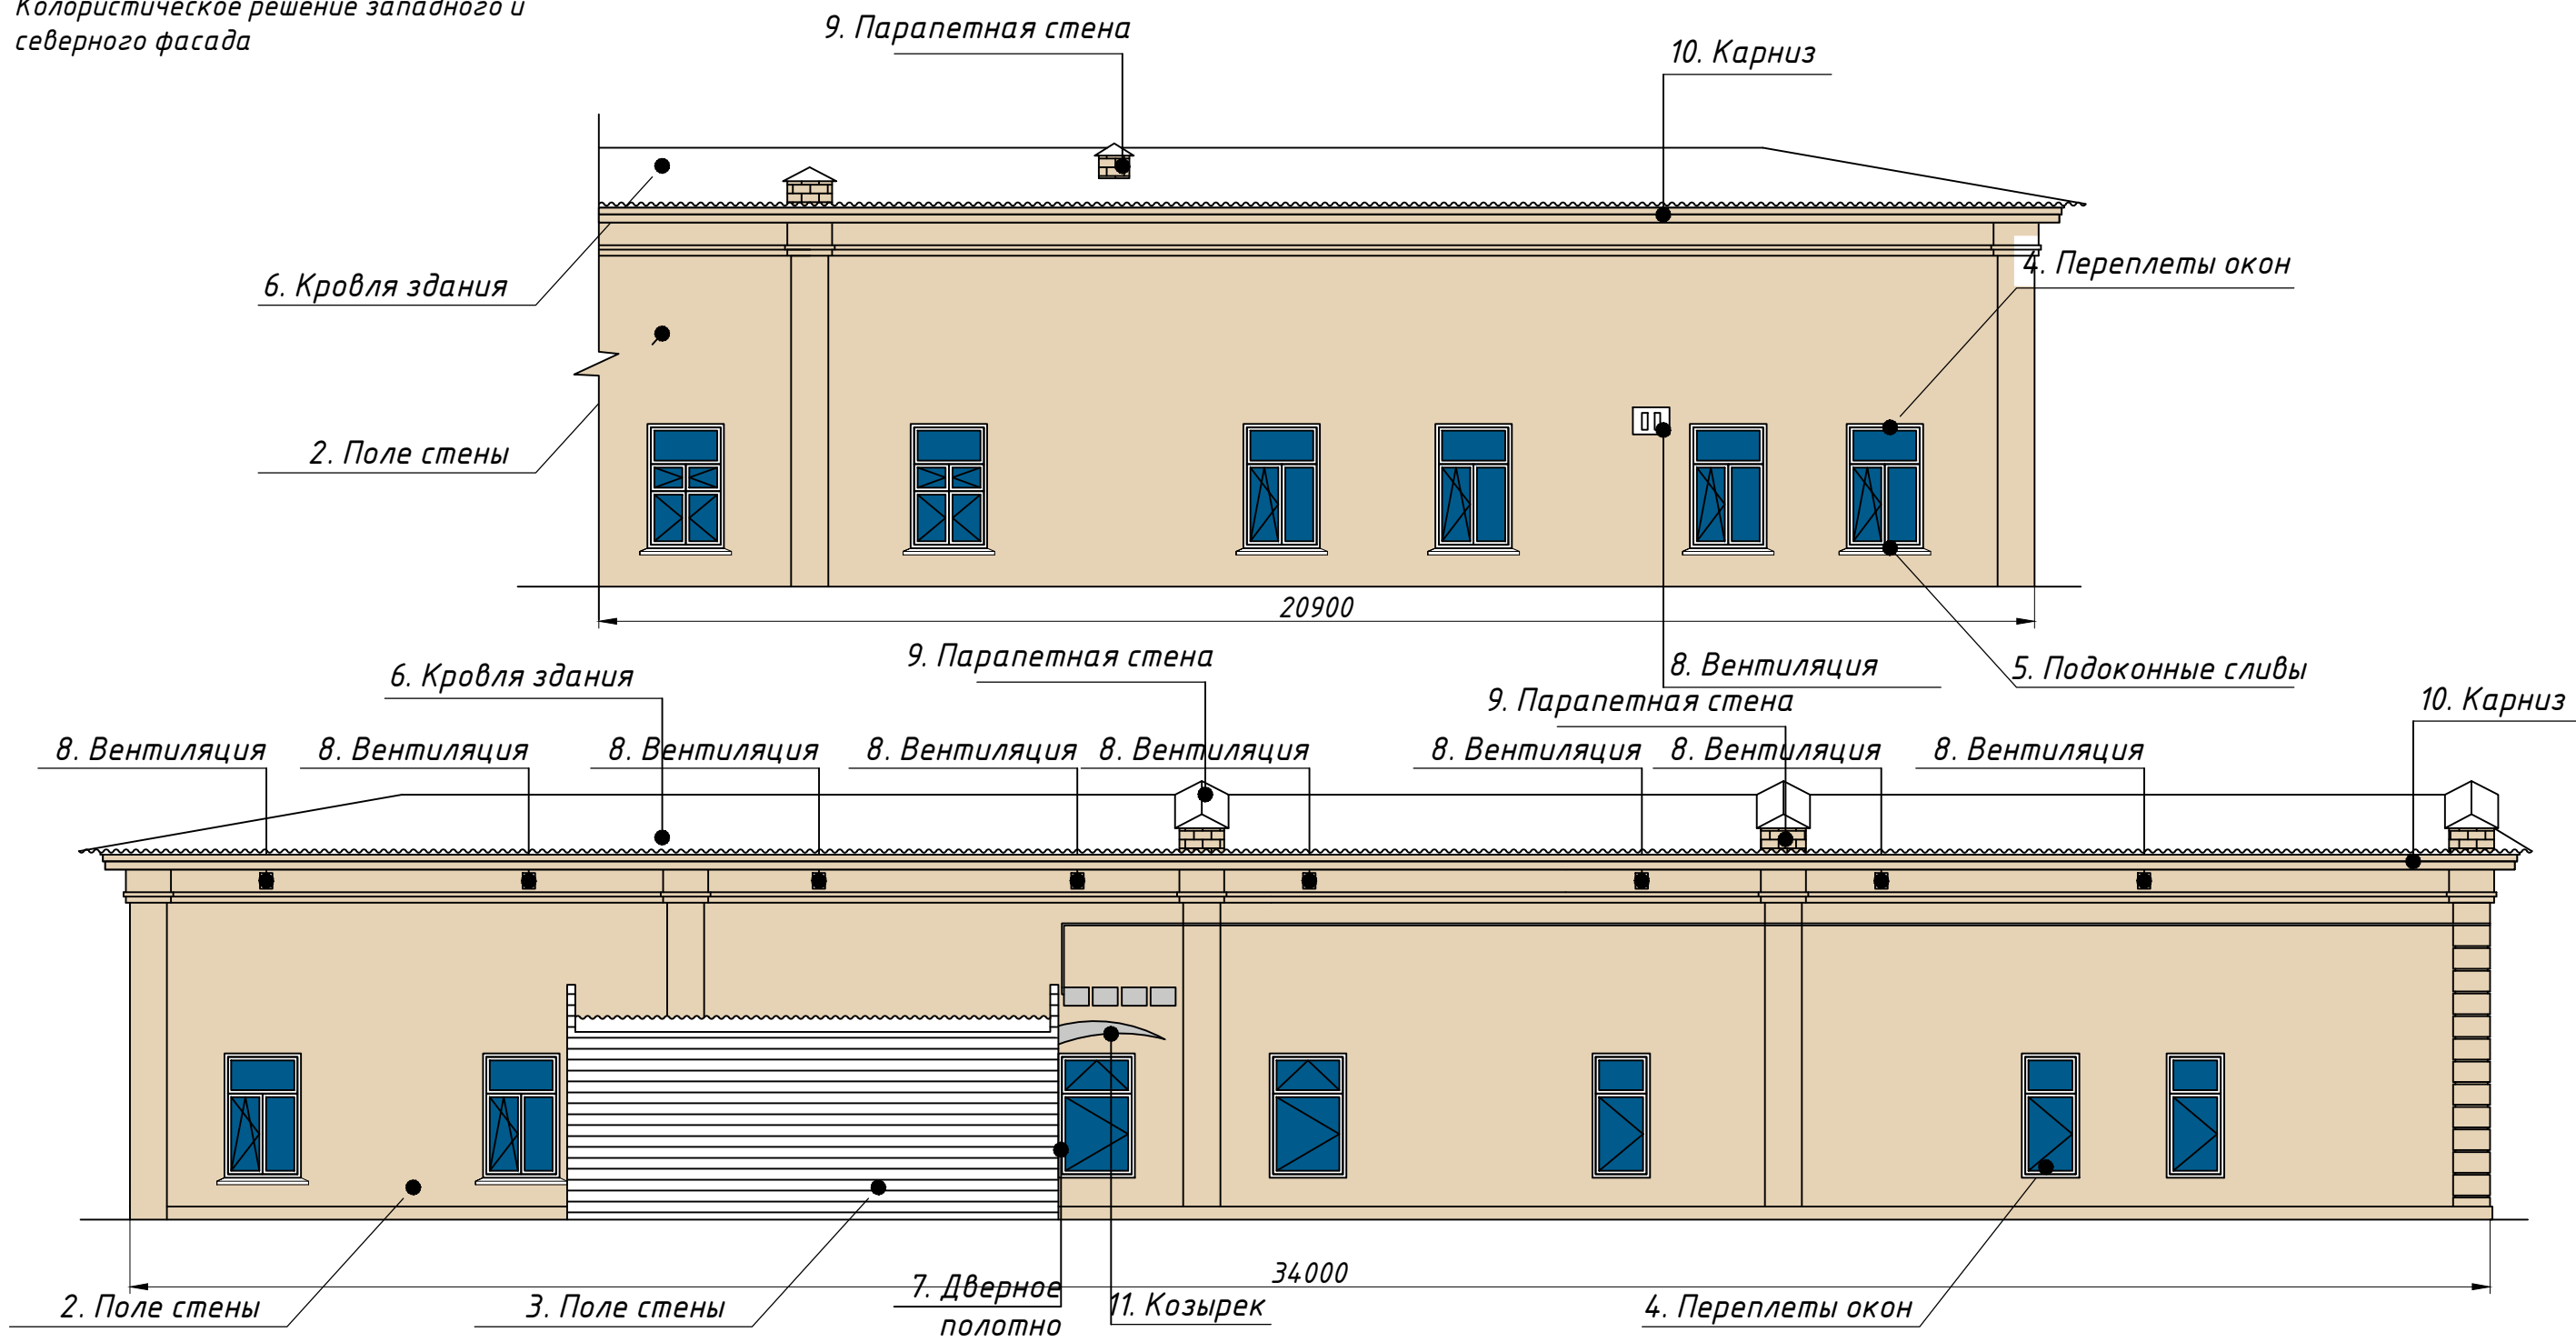 Колористическое решение западного и
северного фасада
9. Парапетная стена
10. Карниз
6. Кровля здания
4. Переплеты окон
2. Поле стены
20900
9. Парапетная стена
6. Кровля здания
8. Вентиляция
5. Подоконные сливы
9. Парапетная стена
10. Карниз
8. Вентиляция
8. Вентиляция
8. Вентиляция
8. Вентиляция
8. Вентиляция
8. Вентиляция
8. Вентиляция
8. Вентиляция
34000
2. Поле стены
3. Поле стены
7. Дверное
полотно
11. Козырек
4. Переплеты окон